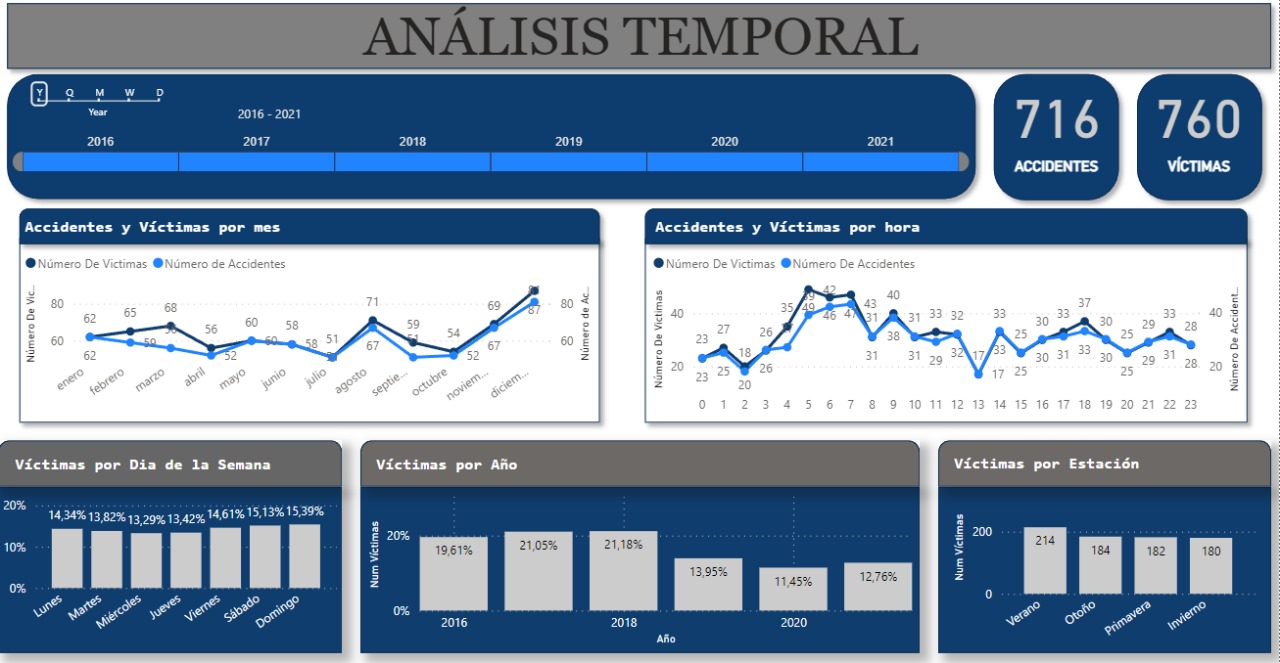 ANÁLISIS TEMPORAL
Y Q M W D
Year
2016 - 2021
2016 2017 2018 2019 2020 2021
716
ACCIDENTES
760
VÍCTIMAS
Accidentes y Víctimas por mes
Número De Victimas Número de Accidentes
Número De Vic...
Número de Ac...
80 80
60 60
62 65 68 56 60 58 51 71 59 54 69
62 59 52 60 58 67 52 67 87
enero febrero marzo abril mayo junio julio agosto septie... octubre noviem... diciem...
Accidentes y Víctimas por hora
Número De Victimas Número de Accidentes
Número De Victimas
Número De Accident...
40 40
20 20
23 27 18 26 35 42 43 40 31 33 32 17 33 25 30 33 37 30 25 29 33 28
23 25 20 26 49 46 47 31 38 31 29 32 17 33 25 30 31 33 30 25 29 31 28
0 1 2 3 4 5 6 7 8 9 10 11 12 13 14 15 16 17 18 19 20 21 22 23
Víctimas por Dia de la Semana
20%
10%
0%
14,34% 13,82% 13,29% 13,42% 14,61% 15,13% 15,39%
Lunes Martes Miércoles Jueves Viernes Sábado Domingo
Víctimas por Año
Num Víctimas
20%
0%
19,61% 21,05% 21,18% 13,95% 11,45% 12,76%
2016 2018 2020
Año
Víctimas por Estación
Num Víctimas
200
0
214 184 182 180
Verano Otoño Primavera Invierno